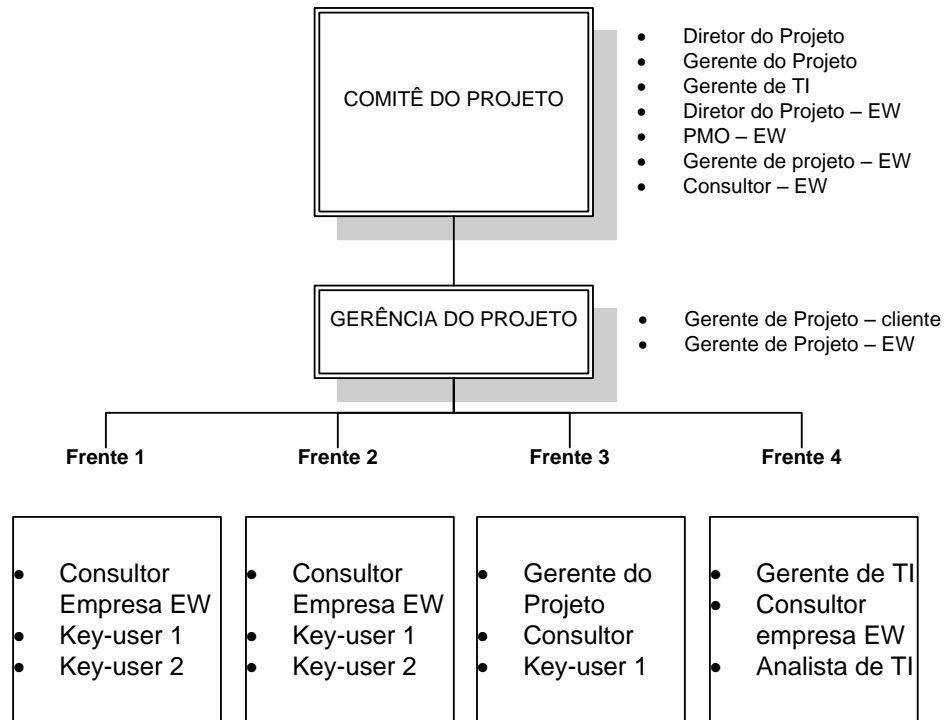 COMITÊ DO PROJETO
• Diretor do Projeto
• Gerente do Projeto
• Gerente de TI
• Diretor do Projeto – EW
• PMO – EW
• Gerente de projeto – EW
• Consultor – EW
GERÊNCIA DO PROJETO
• Gerente de Projeto – cliente
• Gerente de Projeto – EW
Frente 1
Frente 2
Frente 3
Frente 4
• Consultor
Empresa EW
• Key-user 1
• Key-user 2
• Consultor
Empresa EW
• Key-user 1
• Key-user 2
• Gerente do
Projeto
• Consultor
• Key-user 1
• Gerente de TI
• Consultor
empresa EW
• Analista de TI